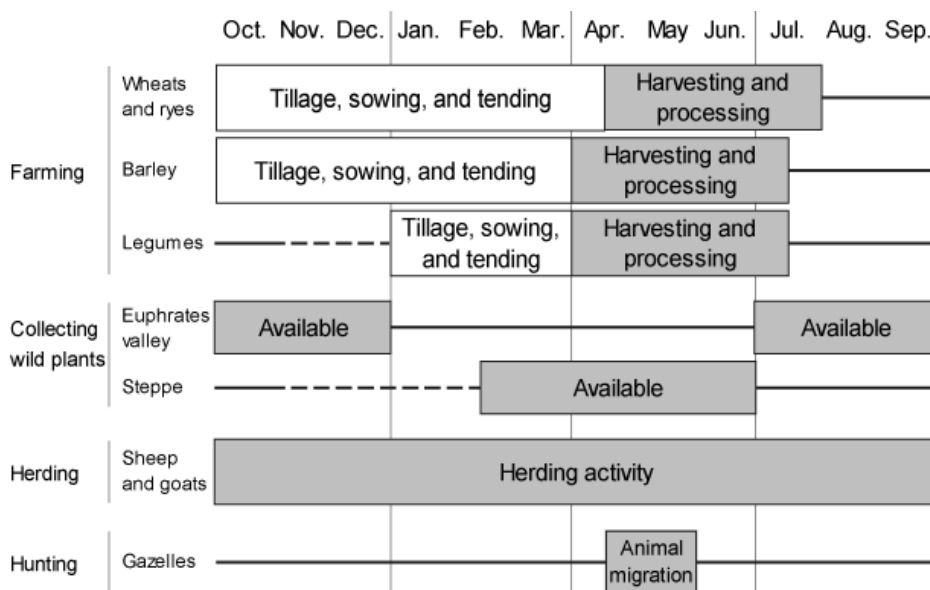 Oct. Nov. Dec. Jan. Feb. Mar. Apr. May Jun. Jul. Aug. Sep.
Farming
Wheats
and ryes
Tillage, sowing, and tending
Harvesting and
processing
Barley
Tillage, sowing, and tending
Harvesting and
processing
Legumes
Tillage, sowing,
and tending
Harvesting and
processing
Collecting
wild plants
Euphrates
valley
Available
Available
Steppe
Available
Herding
Sheep
and goats
Herding activity
Hunting
Gazelles
Animal
migration